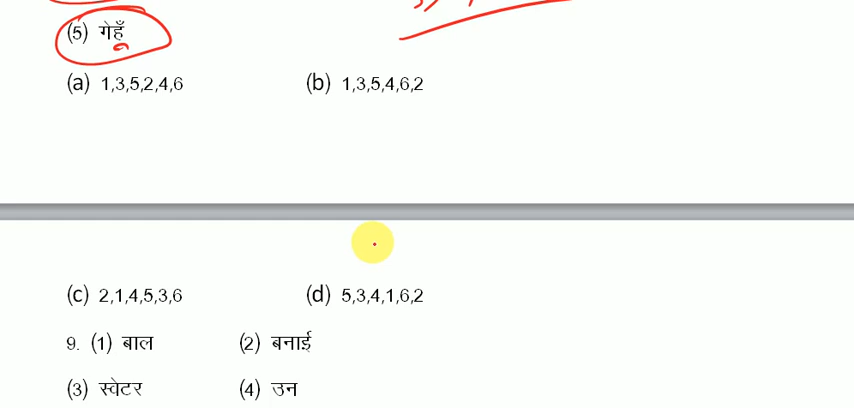 (5) गेहूँ
(a) 1,3,5,2,4,6 (b) 1,3,5,4,6,2
(c) 2,1,4,5,3,6 (d) 5,3,4,1,6,2
9. (1) बाल (2) बनाई
(3) स्वेटर (4) उन